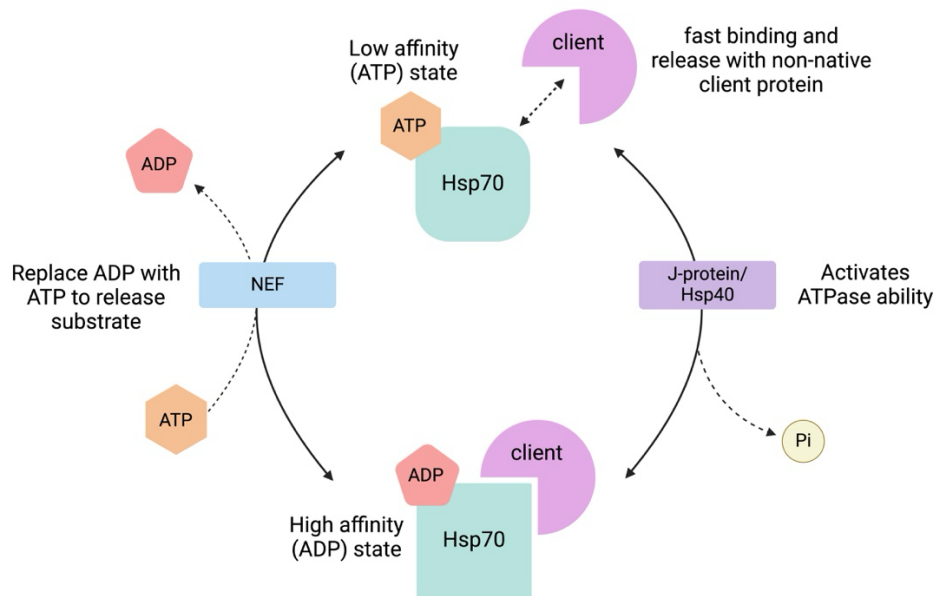 Low affinity
(ATP) state
client
fast binding and
release with non-native
client protein
ATP
ADP
Hsp70
Replace ADP with
ATP to release
substrate
NEF
J-protein/
Hsp40
Activates
ATPase ability
ATP
Pi
client
ADP
High affinity
(ADP) state
Hsp70